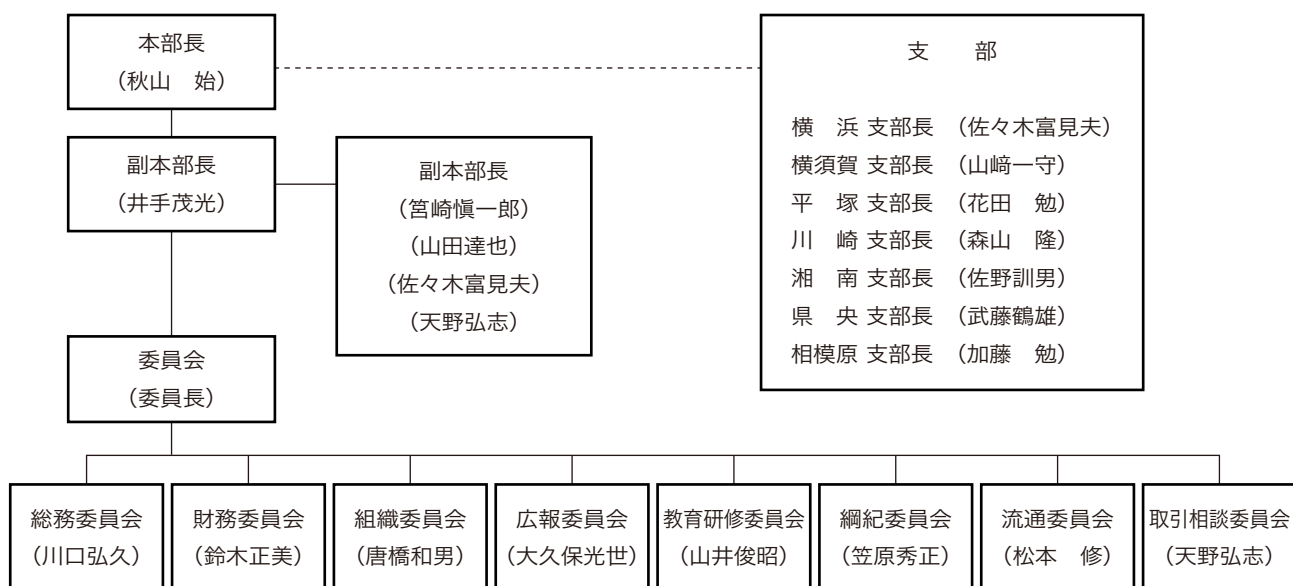 本部長
（秋山　始）
副本部長
（井手茂光）
副本部長
（筥崎愼一郎）
（山田達也）
（佐々木富見夫）
（天野弘志）
支　　部
横　浜 支部長　（佐々木富見夫）
横須賀 支部長　（山﨑一守）
平　塚 支部長　（花田　勉）
川　崎 支部長　（森山　隆）
湘　南 支部長　（佐野訓男）
県　央 支部長　（武藤鶴雄）
相模原 支部長　（加藤　勉）
委員会
（委員長）
総務委員会
（川口弘久）
財務委員会
（鈴木正美）
組織委員会
（唐橋和男）
広報委員会
（大久保光世）
教育研修委員会
（山井俊昭）
綱紀委員会
（笠原秀正）
流通委員会
（松本　修）
取引相談委員会
（天野弘志）